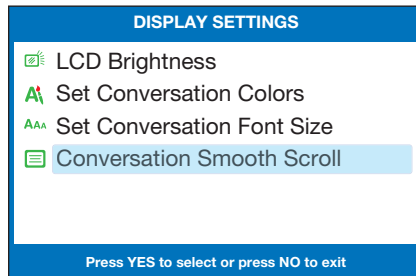 DISPLAY SETTINGS
LCD Brightness
Set Conversation Colors
AAA Set Conversation Font Size
Conversation Smooth Scroll
Press YES to select or press NO to exit